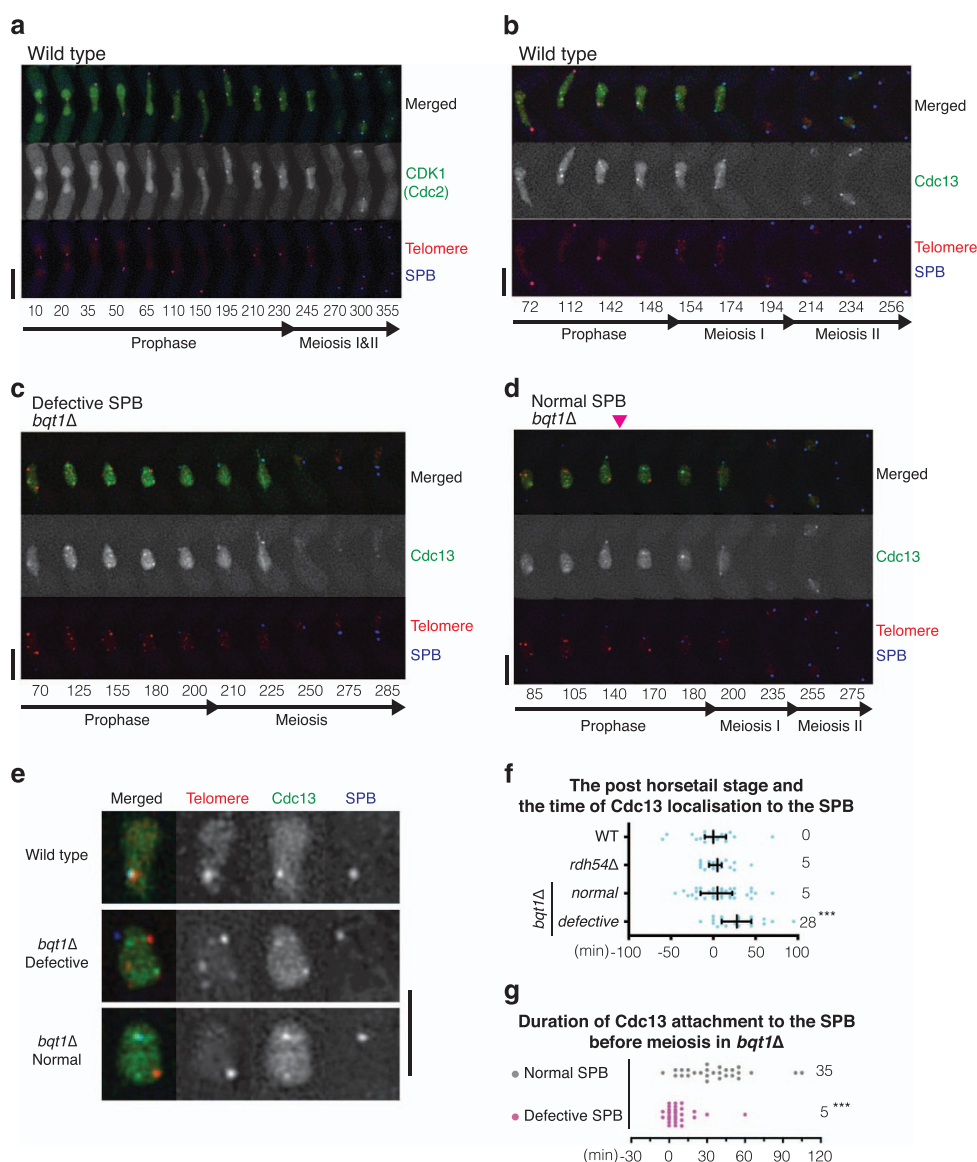 a
Wild type
Merged
CDK1
(Cdc2)
Telomere
SPB
10 20 35 50 65 110 150 195 210 230 245 270 300 355
Prophase Meiosis I&II
b
Wild type
Merged
Cdc13
Telomere
SPB
72 112 142 148 154 174 194 214 234 256
Prophase Meiosis I Meiosis II
c
Defective SPB
bqt1Δ
Merged
Cdc13
Telomere
SPB
70 125 155 180 200 210 225 250 275 285
Prophase Meiosis
d
Normal SPB
bqt1Δ
Merged
Cdc13
Telomere
SPB
85 105 140 170 180 200 235 255 275
Prophase Meiosis I Meiosis II
e
Merged Telomere Cdc13 SPB
Wild type
bqt1Δ
Defective
bqt1Δ
Normal
f
The post horsetail stage and
the time of Cdc13 localisation to the SPB
WT 0
rdh54Δ 5
bqt1Δ
normal 5
defective 28***
(min) -100 -50 0 50 100
g
Duration of Cdc13 attachment to the SPB
before meiosis in bqt1Δ
Normal SPB 35
Defective SPB 5 ***
-30 0 30 60 90 120
(min)